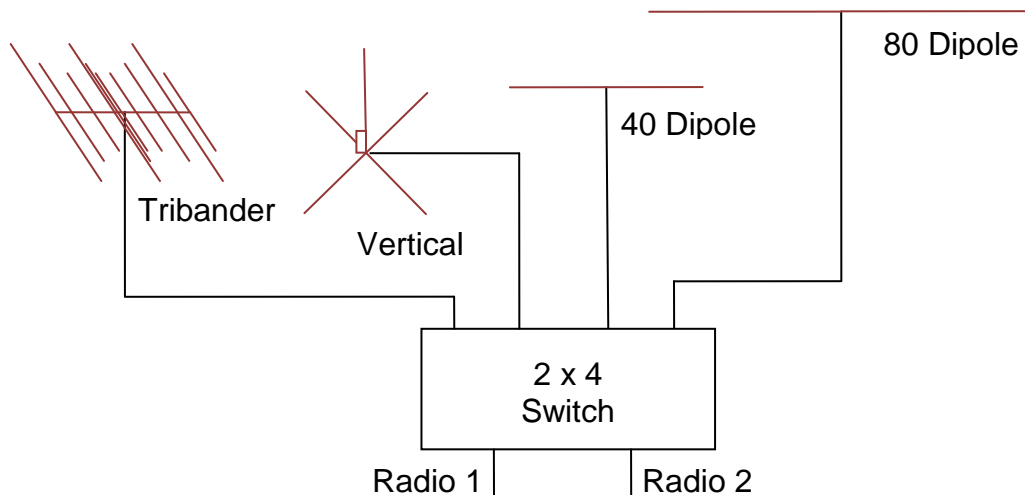 80 Dipole
40 Dipole
Tribander
Vertical
2 x 4
Switch
Radio 1
Radio 2